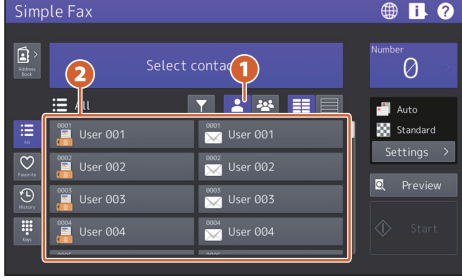 Simple Fax
Address
Book
Select contac
Number
0
2
1
All
Auto
Standard
Settings
Preview
Start
List
Favorite
History
Keys
0001
User 001
0001
User 001
0002
User 002
0002
User 002
0003
User 003
0003
User 003
0004
User 004
0004
User 004